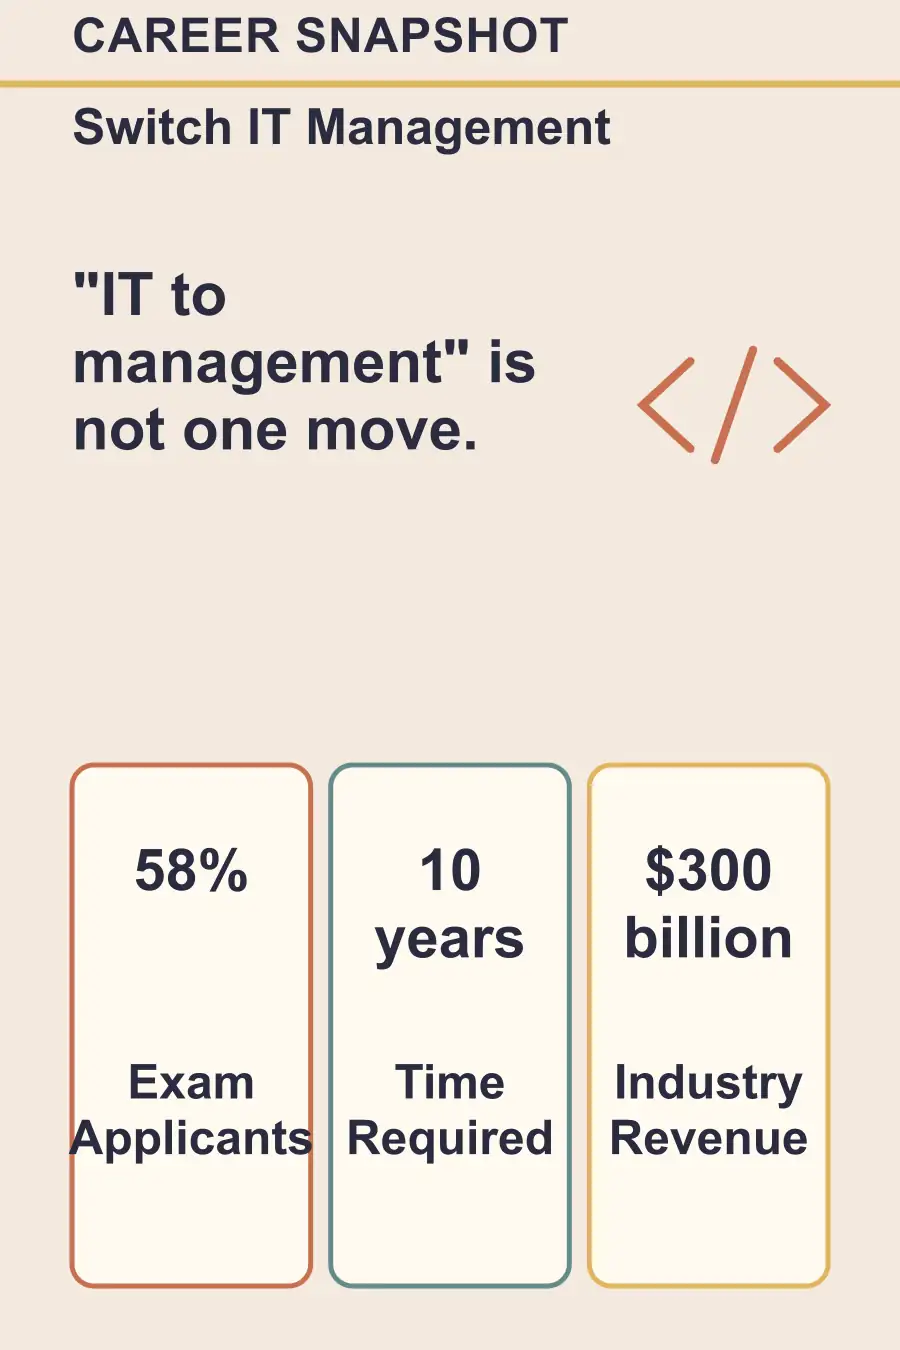 CAREER SNAPSHOT
Switch IT Management
"IT to
management" is
not one move.
58%
Exam
Applicants
10
years
Time
Required
$300
billion
Industry
Revenue